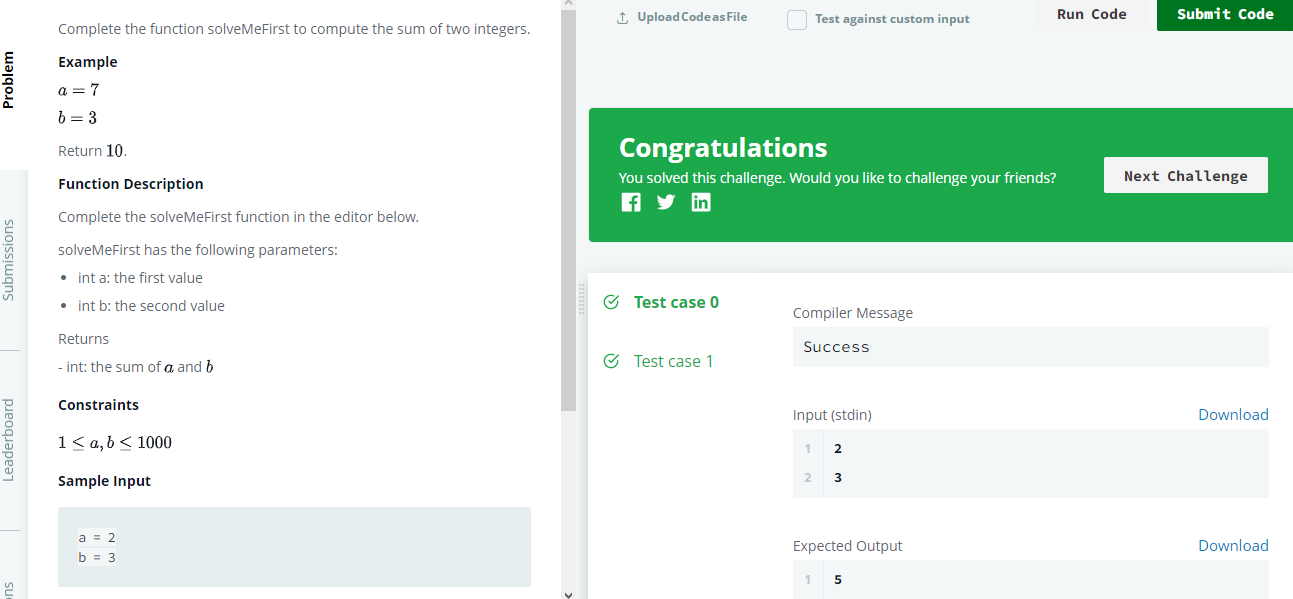 Problem
Submissions
Leaderboard
Complete the function solveMeFirst to compute the sum of two integers.
Example
a = 7
b = 3
Return 10.
Function Description
Complete the solveMeFirst function in the editor below.
solveMeFirst has the following parameters:
• int a: the first value
• int b: the second value
Returns
- int: the sum of a and b
Constraints
1 ≤ a, b ≤ 1000
Sample Input
a = 2
b = 3
Upload Code as File
Test against custom input
Run Code
Submit Code
Congratulations
You solved this challenge. Would you like to challenge your friends?
Next Challenge
Test case 0
Test case 1
Compiler Message
Success
Input (stdin)
Download
1 2
2 3
Expected Output
Download
1 5